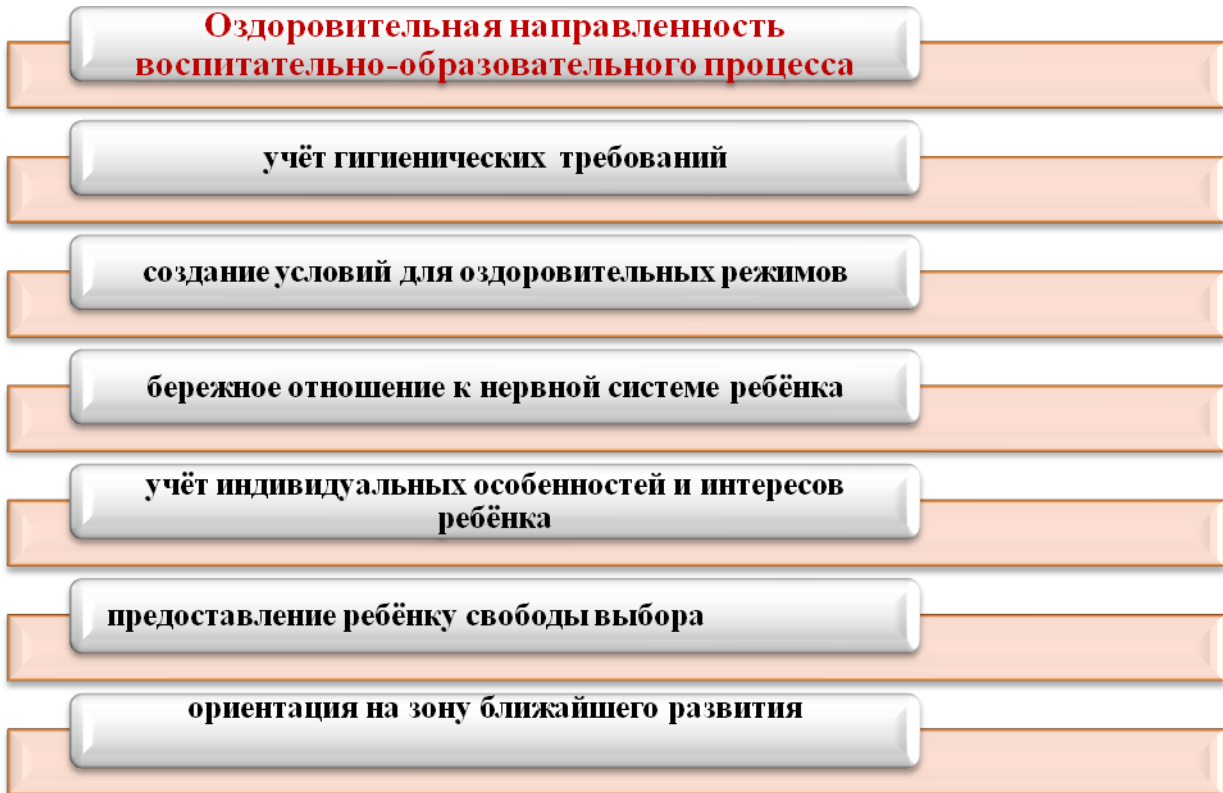 Оздоровительная направленность
воспитательно-образовательного процесса
учёт гигиенических требований
создание условий для оздоровительных режимов
бережное отношение к нервной системе ребёнка
учёт индивидуальных особенностей и интересов
ребёнка
предоставление ребёнку свободы выбора
ориентация на зону ближайшего развития